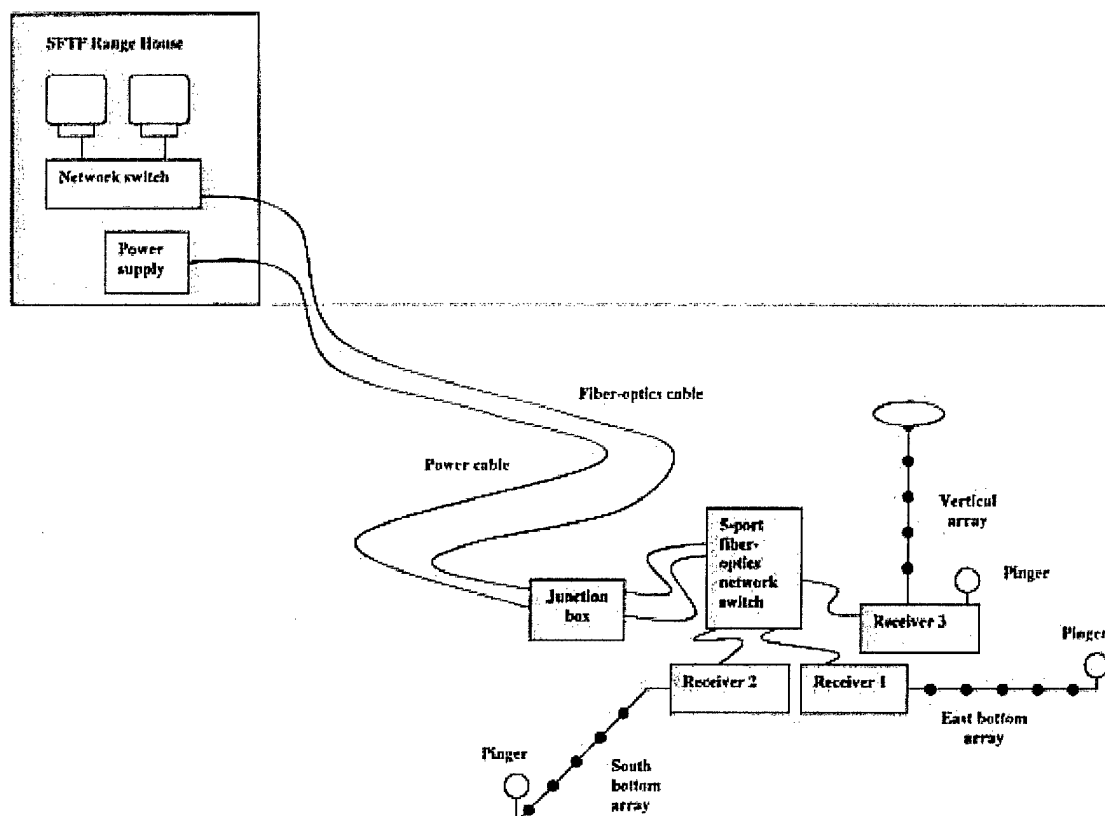 SFTF Range House
Network switch
Power
supply
Fiber-optics cable
Power cable
Vertical
array
5-port
fiber-
optics
network
switch
Pinger
Junction
box
Receiver 3
Pinger
Receiver 2
Receiver 1
East bottom
array
Pinger
South
bottom
array